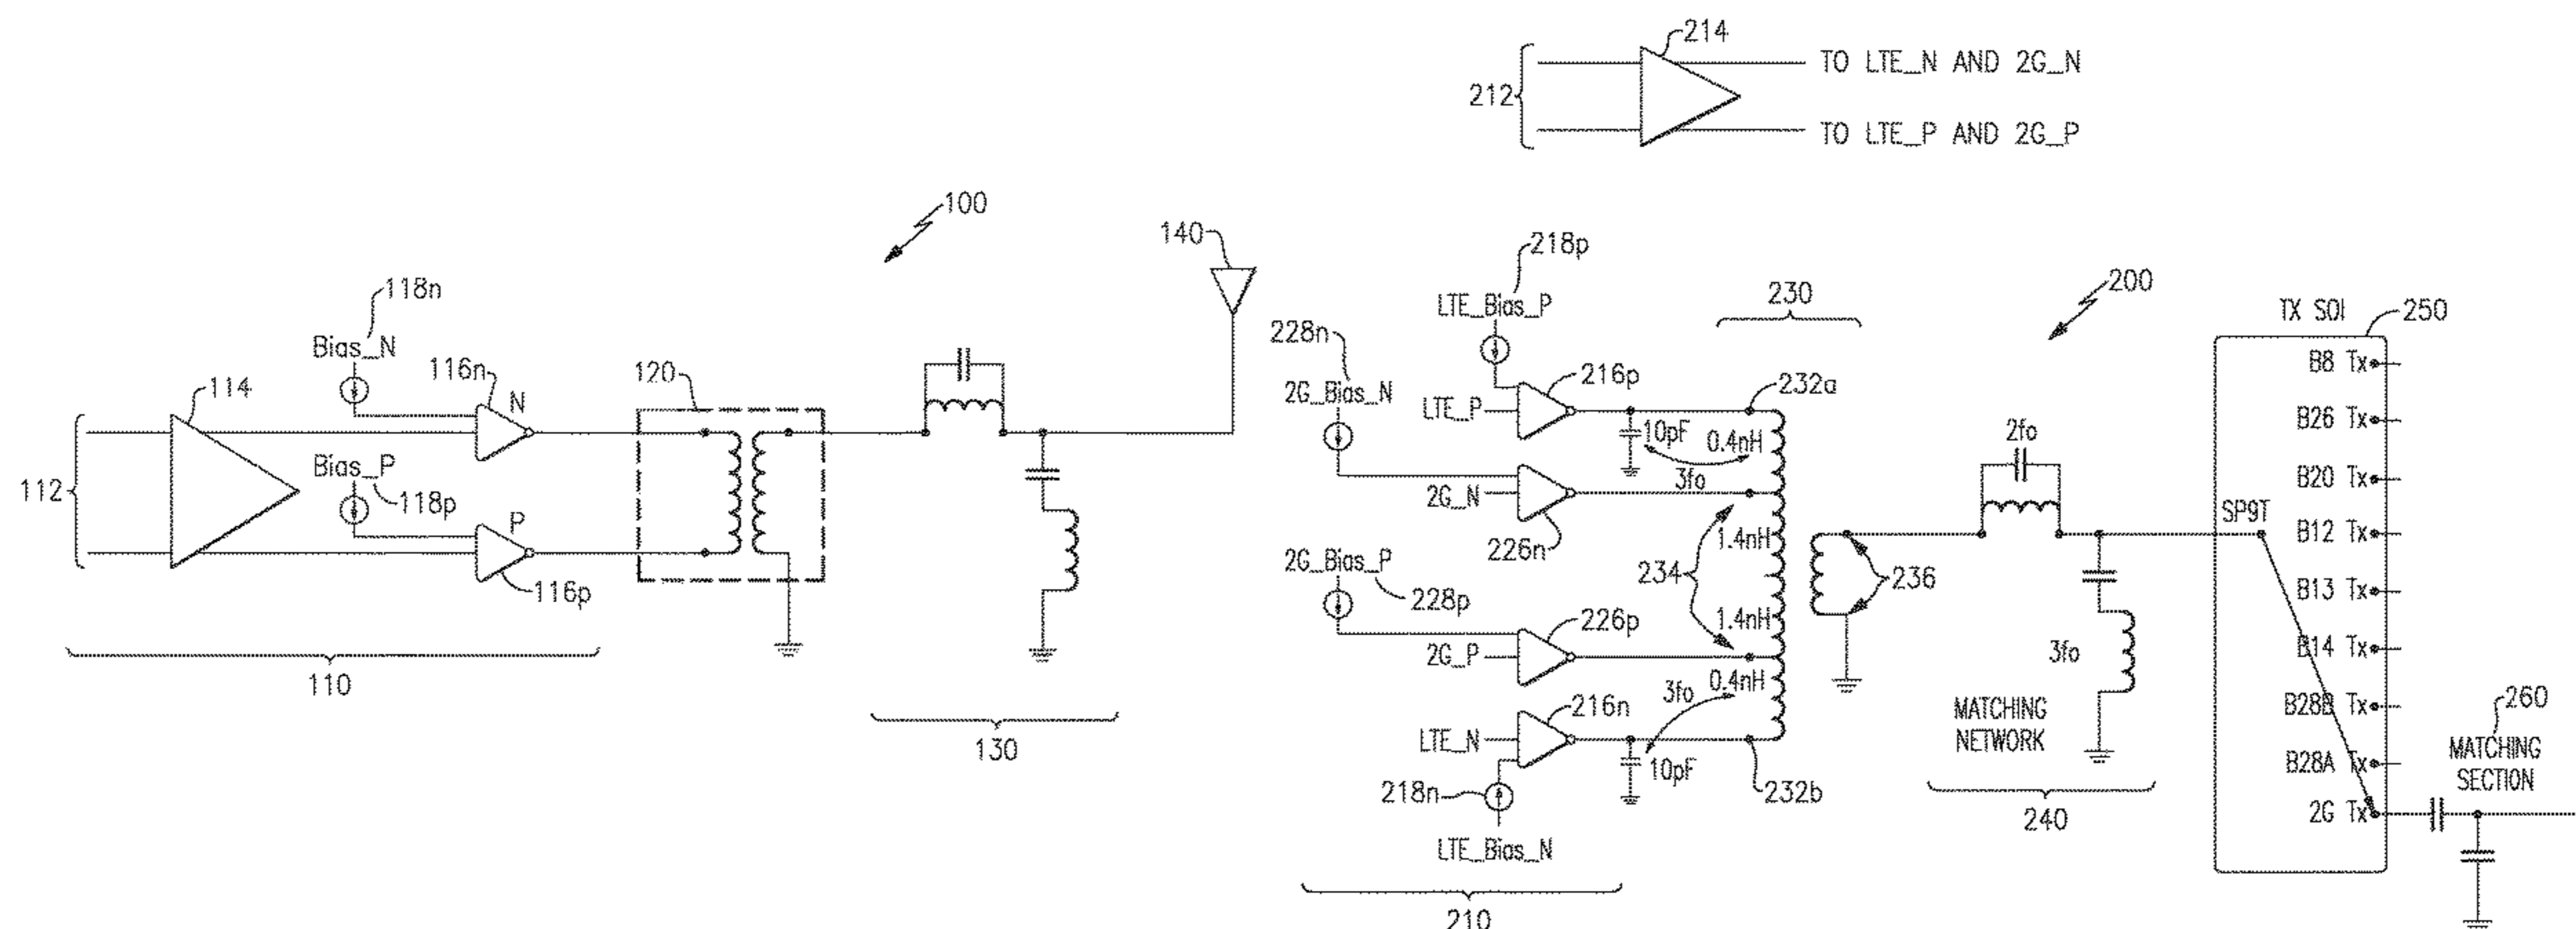 214
TO LTE_N AND 2G_N
212
TO LTE_P AND 2G_P
100
140
118n
Bias_N
116n
N
114
120
112
Bias_P
118p
P
116p
110
130
218p
LTE_Bias_P
230
200
228n
2G_Bias_N
216p
232a
LTE_P
10pF
0.4nH
3fo
2G_N
226n
1.4nH
2G_Bias_P
228p
234
236
226p
1.4nH
2G_P
3fo
0.4nH
216n
LTE_N
10pF
218n
232b
LTE_Bias_N
210
2fo
3fo
MATCHING
NETWORK
240
TX SOI
250
SP9T
B8 Tx
B26 Tx
B20 Tx
B12 Tx
B13 Tx
B14 Tx
B28B Tx
B28A Tx
2G Tx
260
MATCHING
SECTION